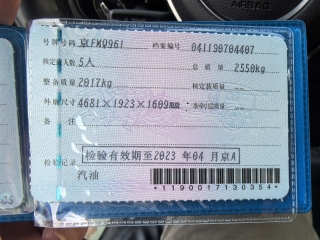 AIRBAG
号牌号码 京FM9961 档案编号 041190704407
核定载人数 5人 总质量 2550kg
整备质量 2017kg 核定载质量 --
外廓尺寸 4681×1923×1609mm 准牵引总质量 --
备注
检验记录 检验有效期至2023年04月京A
汽油
*1190017130354*